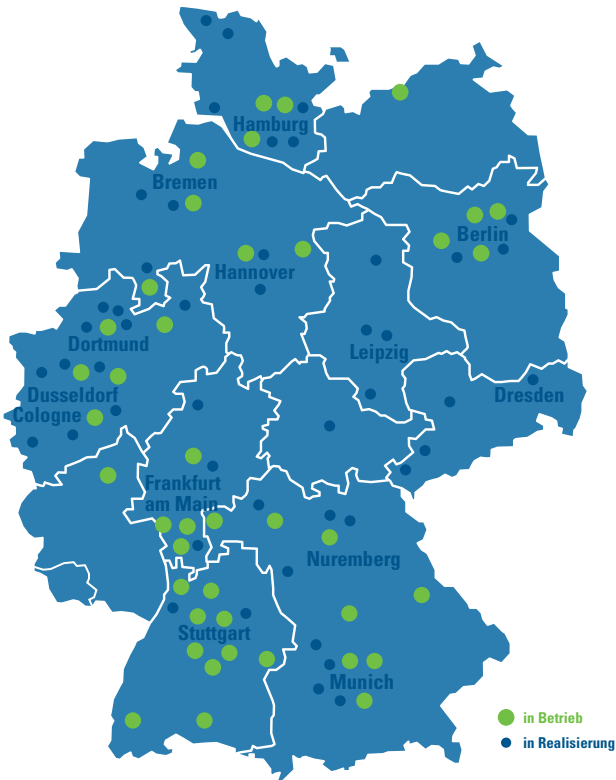 Hamburg
Bremen
Berlin
Hannover
Dortmund
Leipzig
Dusseldorf
Dresden
Cologne
Frankfurt
am Main
Nuremberg
Stuttgart
Munich
in Betrieb
in Realisierung